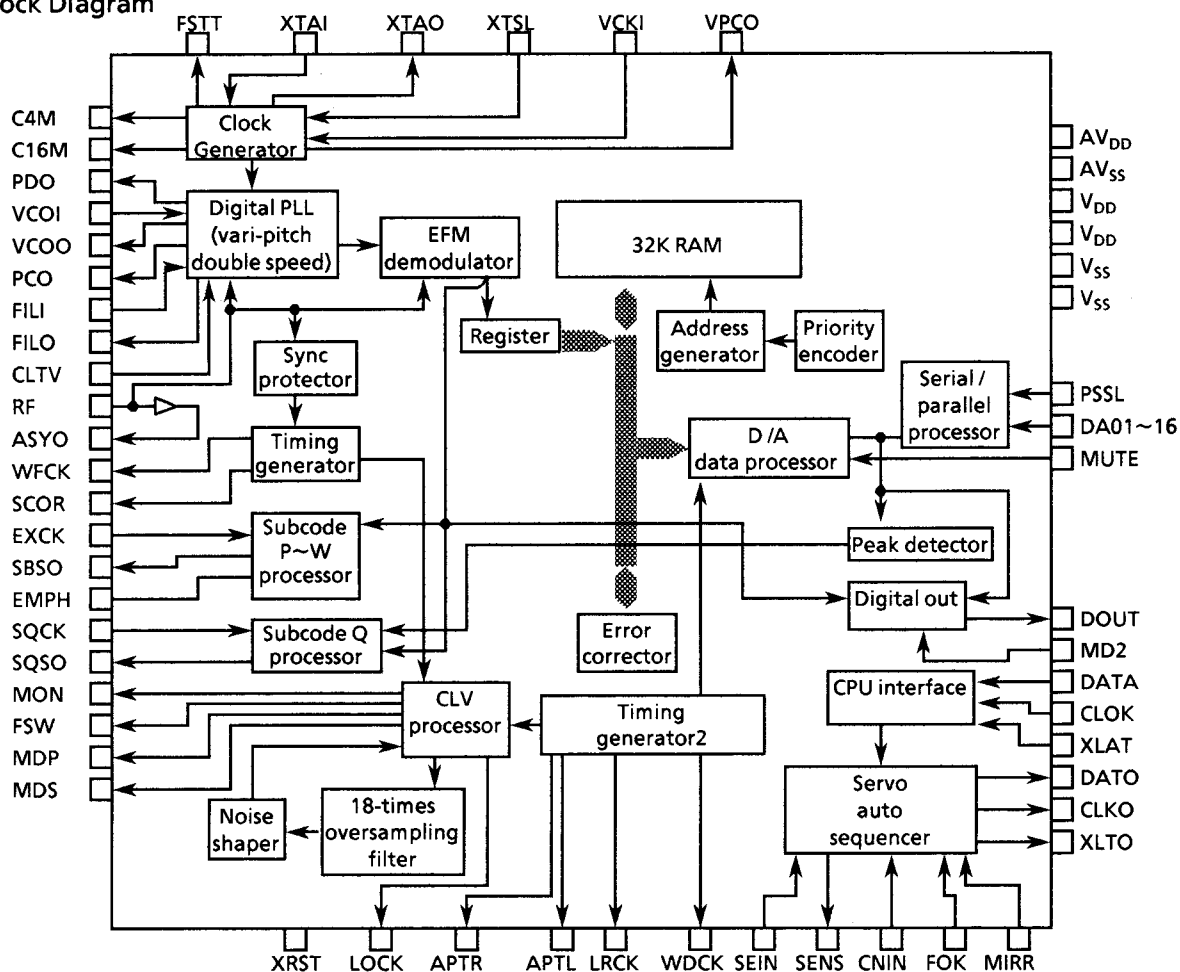 ock Diagram
FSTT XTAI XTAO XTSL VCKI VPCO
C4M
C16M
PDO
VCOI
VCOO
PCO
FILI
FILO
CLTV
RF
ASYO
WFCK
SCOR
EXCK
SBSO
EMPH
SQCK
SQSO
MON
FSW
MDP
MDS
Clock
Generator
Digital PLL
(vari-pitch
double speed)
EFM
demodulator
32K RAM
Register
Address
generator
Priority
encoder
Sync
protector
Serial /
parallel
processor
Timing
generator
D/A
data processor
Subcode
P~W
processor
Peak detector
Digital out
Subcode Q
processor
Error
corrector
CPU interface
CLV
processor
Timing
generator2
Servo
auto
sequencer
Noise
shaper
18-times
oversampling
filter
AVDD
AVSS
VDD
VDD
VSS
VSS
PSSL
DA01~16
MUTE
DOUT
MD2
DATA
CLOK
XLAT
DATO
CLKO
XLTO
XRST LOCK APTR APTL LRCK WDCK SEIN SENS CNIN FOK MIRR